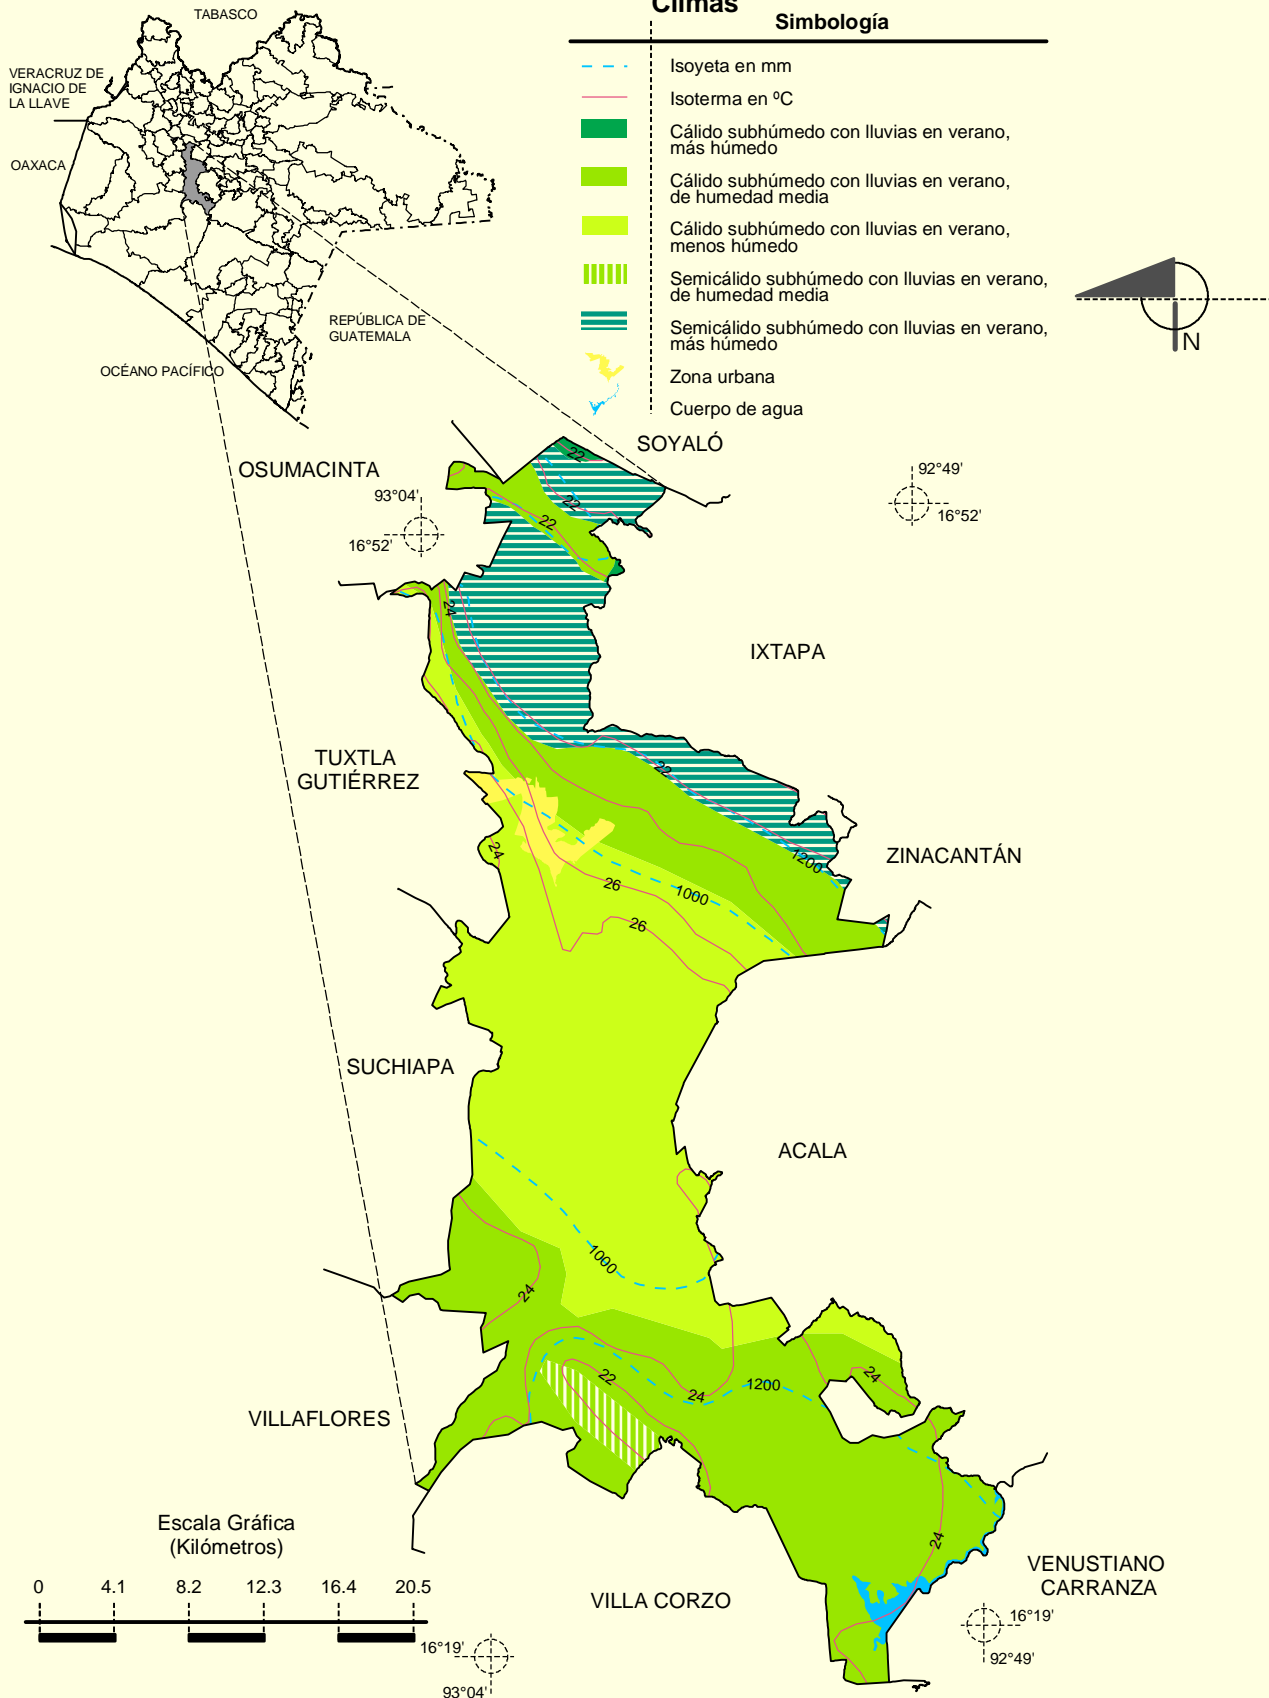 Climas
Simbología
Isoyeta en mm
Isoterma en ºC
Cálido subhúmedo con lluvias en verano,
más húmedo
Cálido subhúmedo con lluvias en verano,
de humedad media
Cálido subhúmedo con lluvias en verano,
menos húmedo
Semicálido subhúmedo con lluvias en verano,
de humedad media
Semicálido subhúmedo con lluvias en verano,
más húmedo
Zona urbana
Cuerpo de agua
TABASCO
VERACRUZ DE
IGNACIO DE
LA LLAVE
OAXACA
REPÚBLICA DE
GUATEMALA
OCÉANO PACÍFICO
N
SOYALÓ
OSUMACINTA
93°04'
16°52'
92°49'
16°52'
22
22
22
24
IXTAPA
TUXTLA
GUTIÉRREZ
22
24
1200
ZINACANTÁN
26
1000
26
SUCHIAPA
ACALA
1000
24
22
24
1200
24
VILLAFLORES
24
VENUSTIANO
CARRANZA
VILLA CORZO
16°19'
92°49'
Escala Gráfica
(Kilómetros)
0 4.1 8.2 12.3 16.4 20.5
16°19'
93°04'